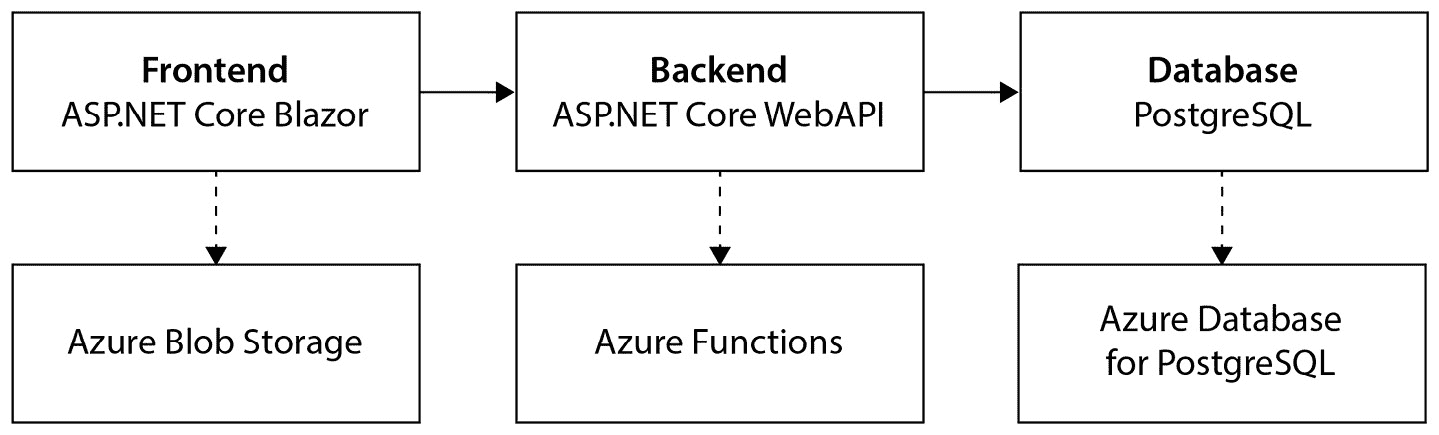 Frontend
ASP.NET Core Blazor
Backend
ASP.NET Core WebAPI
Database
PostgreSQL
Azure Blob Storage
Azure Functions
Azure Database
for PostgreSQL